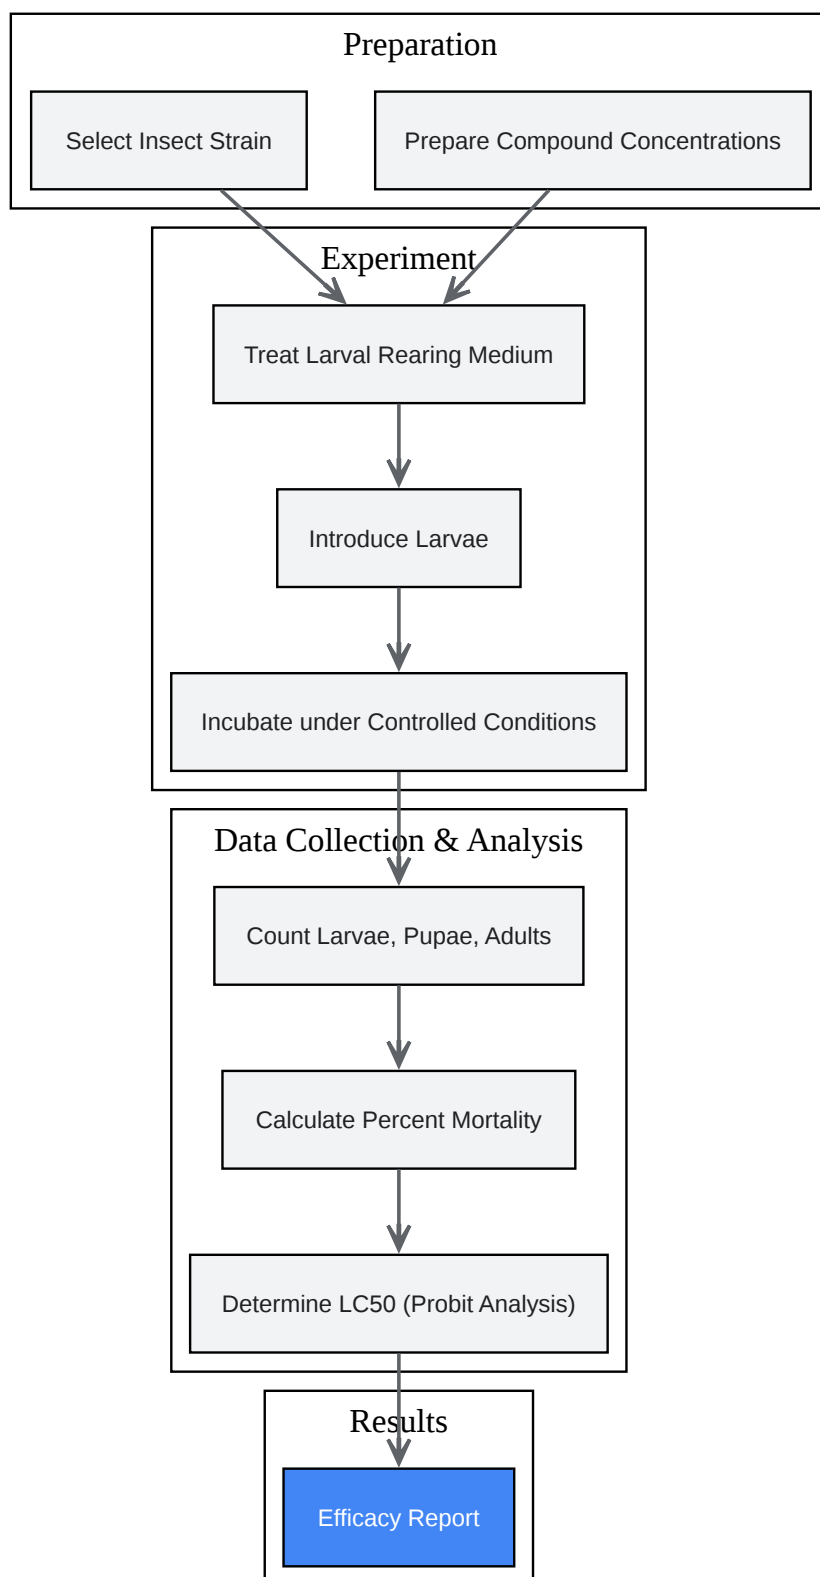 Preparation
Select Insect Strain
Prepare Compound Concentrations
Experiment
Treat Larval Rearing Medium
Introduce Larvae
Incubate under Controlled Conditions
Data Collection & Analysis
Count Larvae, Pupae, Adults
Calculate Percent Mortality
Determine LC50 (Probit Analysis)
Results
Efficacy Report